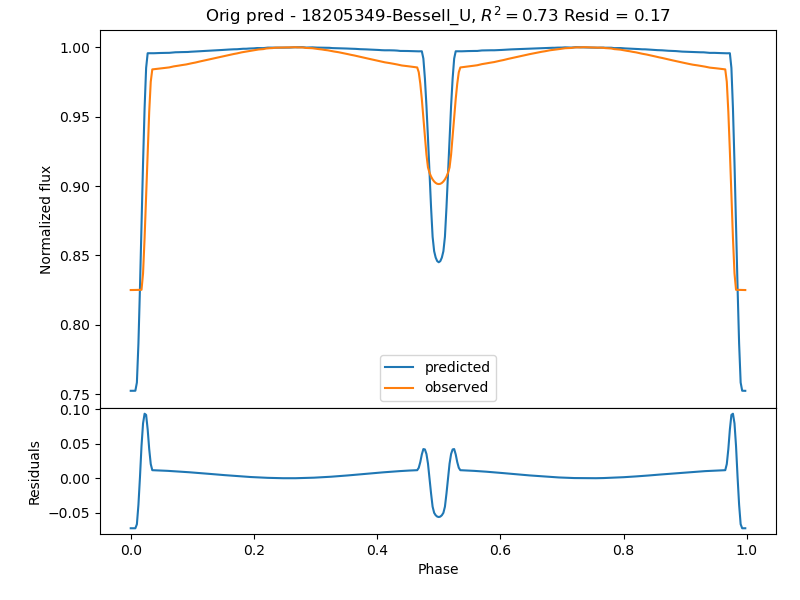 Orig pred - 18205349-Bessell_U, R² = 0.73 Resid = 0.17
1.00
0.95
0.90
0.85
0.80
0.75
Normalized flux
predicted
observed
0.10
0.05
0.00
−0.05
Residuals
0.0 0.2 0.4 0.6 0.8 1.0
Phase